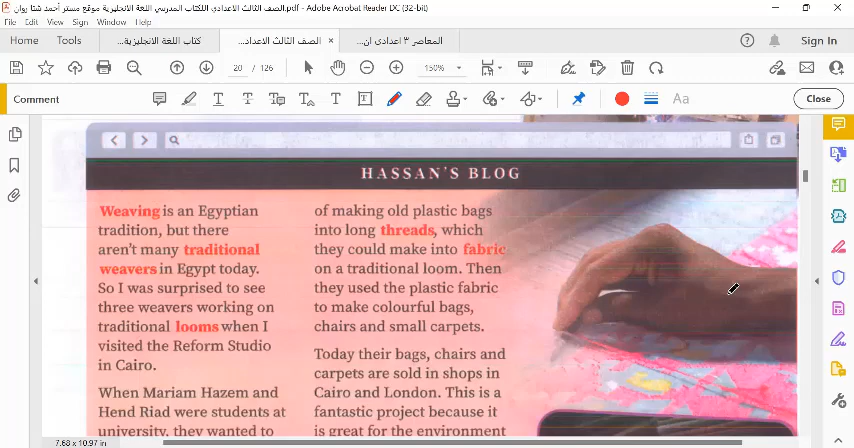 الصف الثالث الاعدادي اللكتاب المدرسي اللغة الانجليزية موقع مستر أحمد شتا روان.pdf - Adobe Acrobat Reader DC (32-bit)
File Edit View Sign Window Help
Home Tools
كتاب اللغة الانجليزية...
الصف الثالث الاعداد...
المعاصر ٣ اعدادى ان...
Sign In
20 / 126
150%
Comment
Aa
Close
HASSAN'S BLOG
Weaving is an Egyptian
tradition, but there
aren't many traditional
weavers in Egypt today.
So I was surprised to see
three weavers working on
traditional looms when I
visited the Reform Studio
in Cairo.
When Mariam Hazem and
Hend Riad were students at
university, they wanted to
of making old plastic bags
into long threads, which
they could make into fabric
on a traditional loom. Then
they used the plastic fabric
to make colourful bags,
chairs and small carpets.
Today their bags, chairs and
carpets are sold in shops in
Cairo and London. This is a
fantastic project because it
is great for the environment
7.68 x 10.97 in